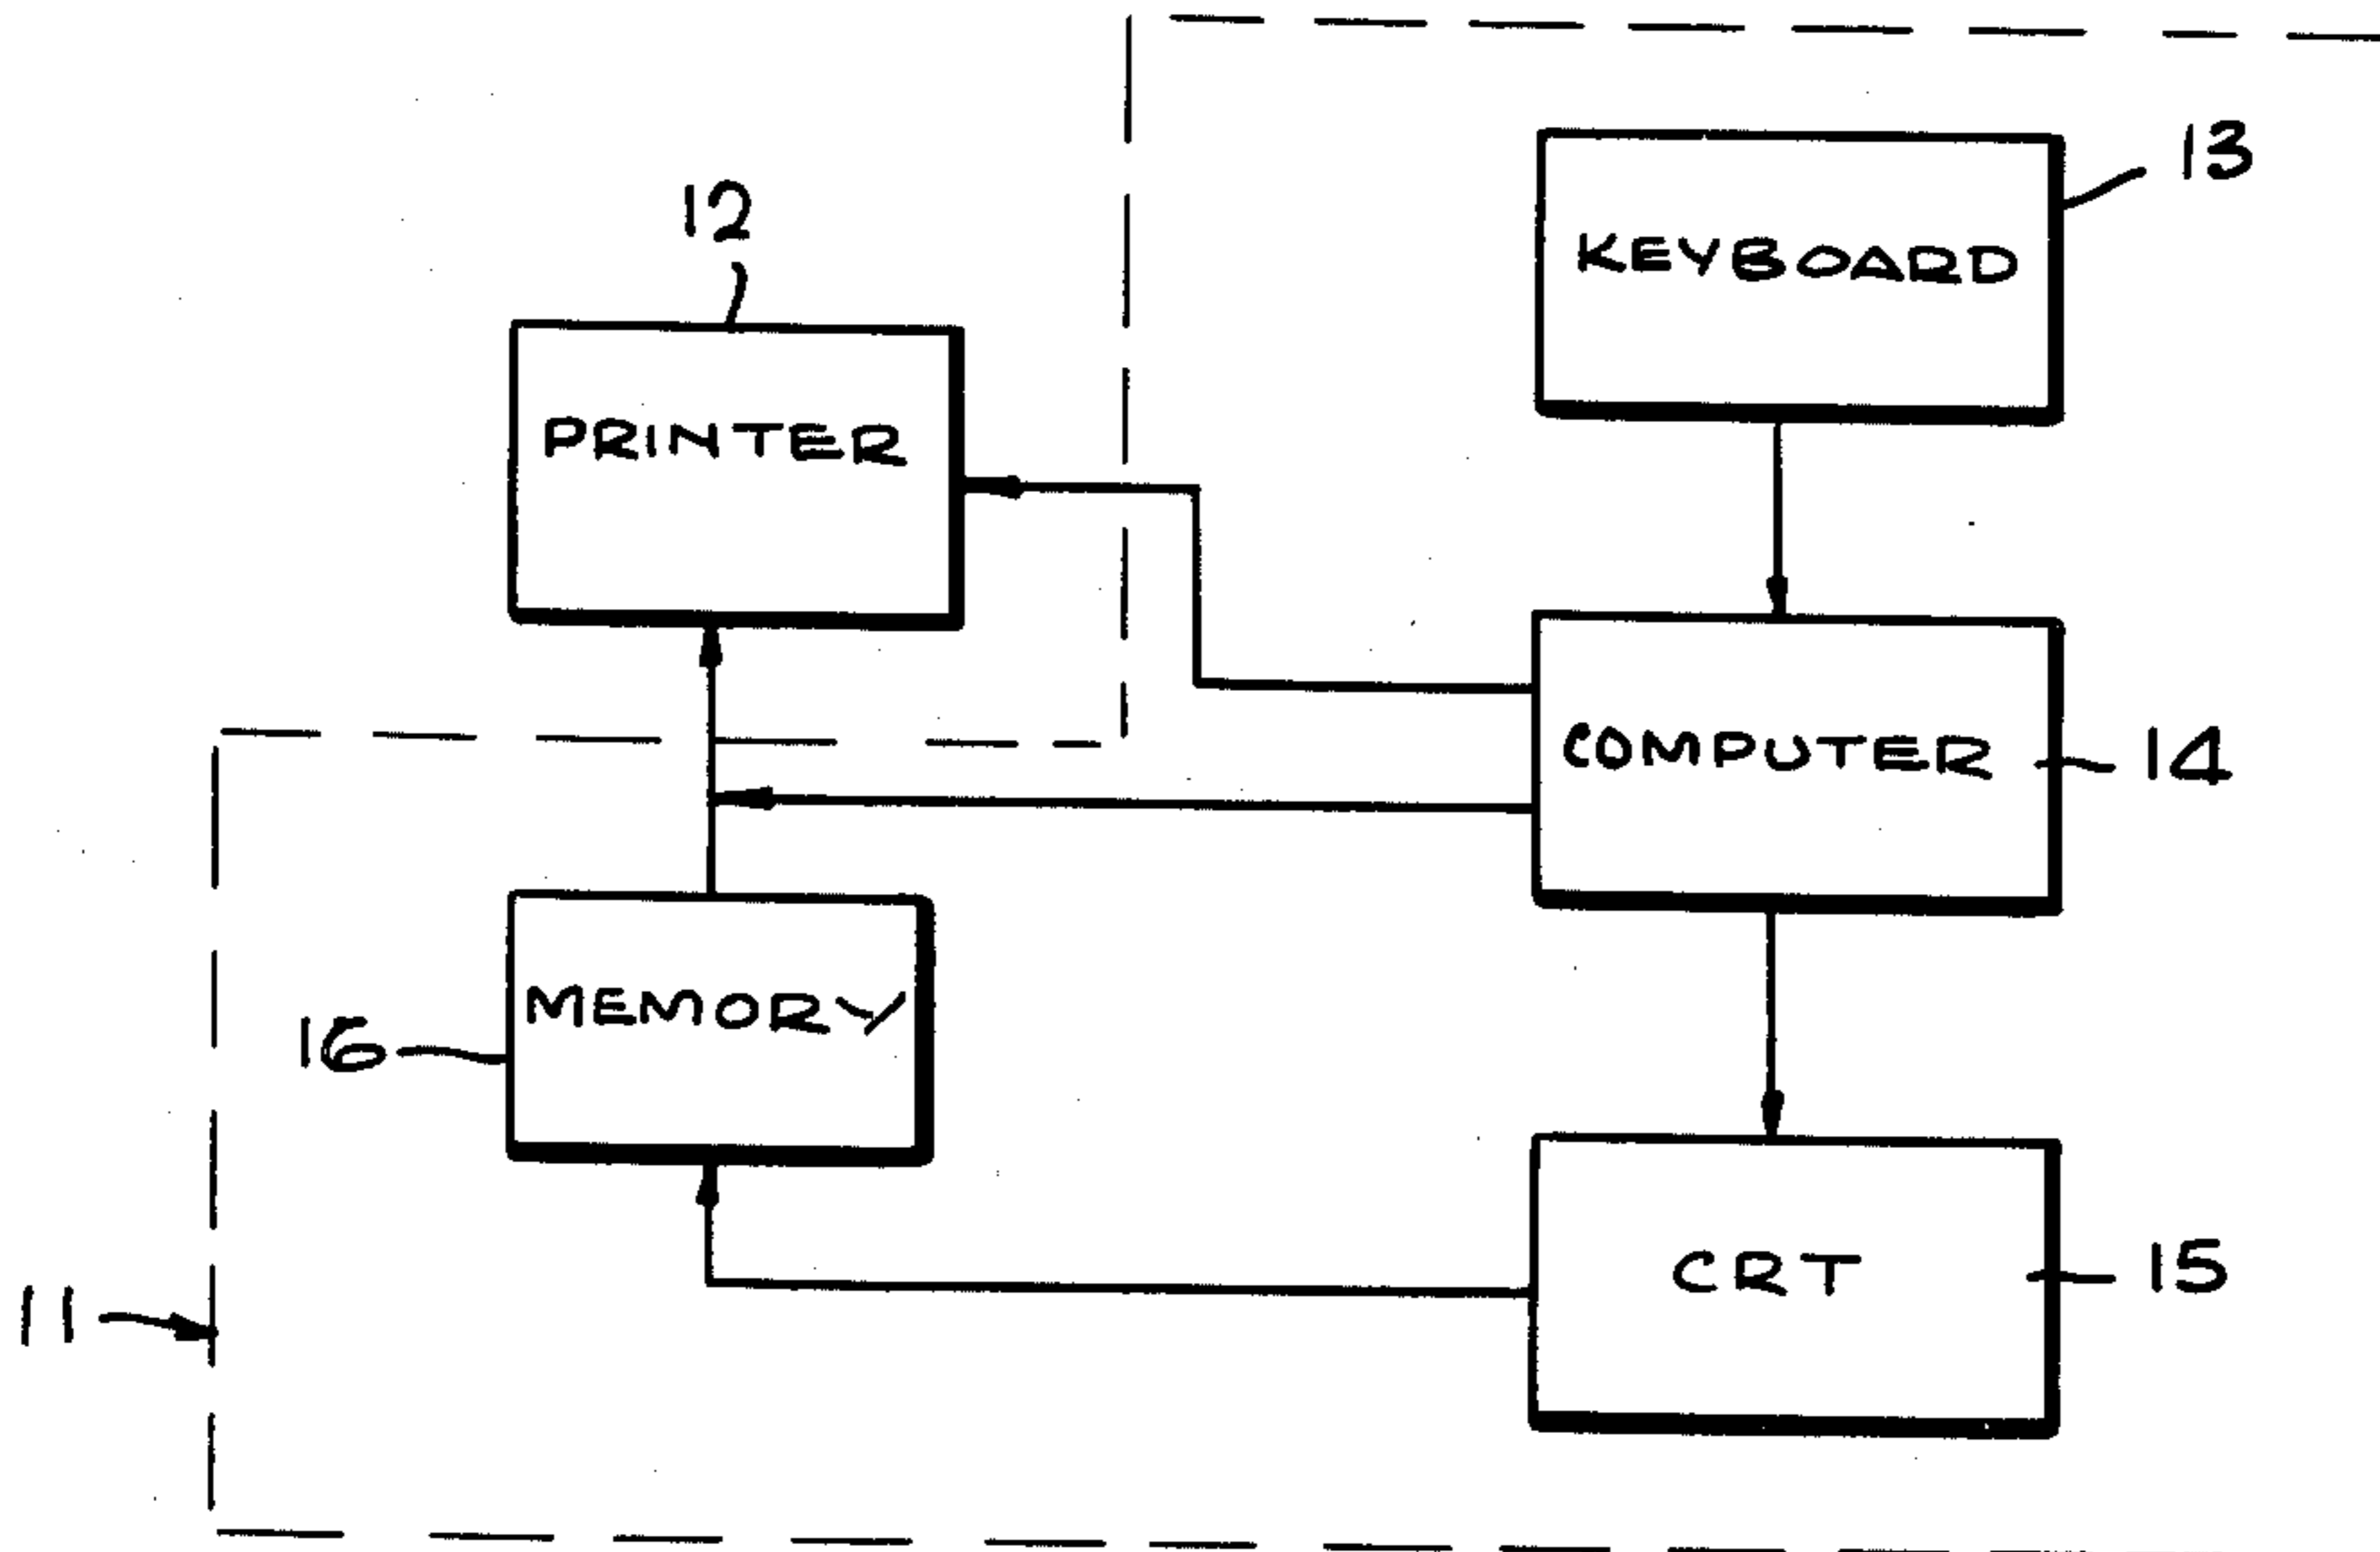 13
KEYBOARD
12
PRINTER
COMPUTER
14
MEMORY
16
CRT
15
11